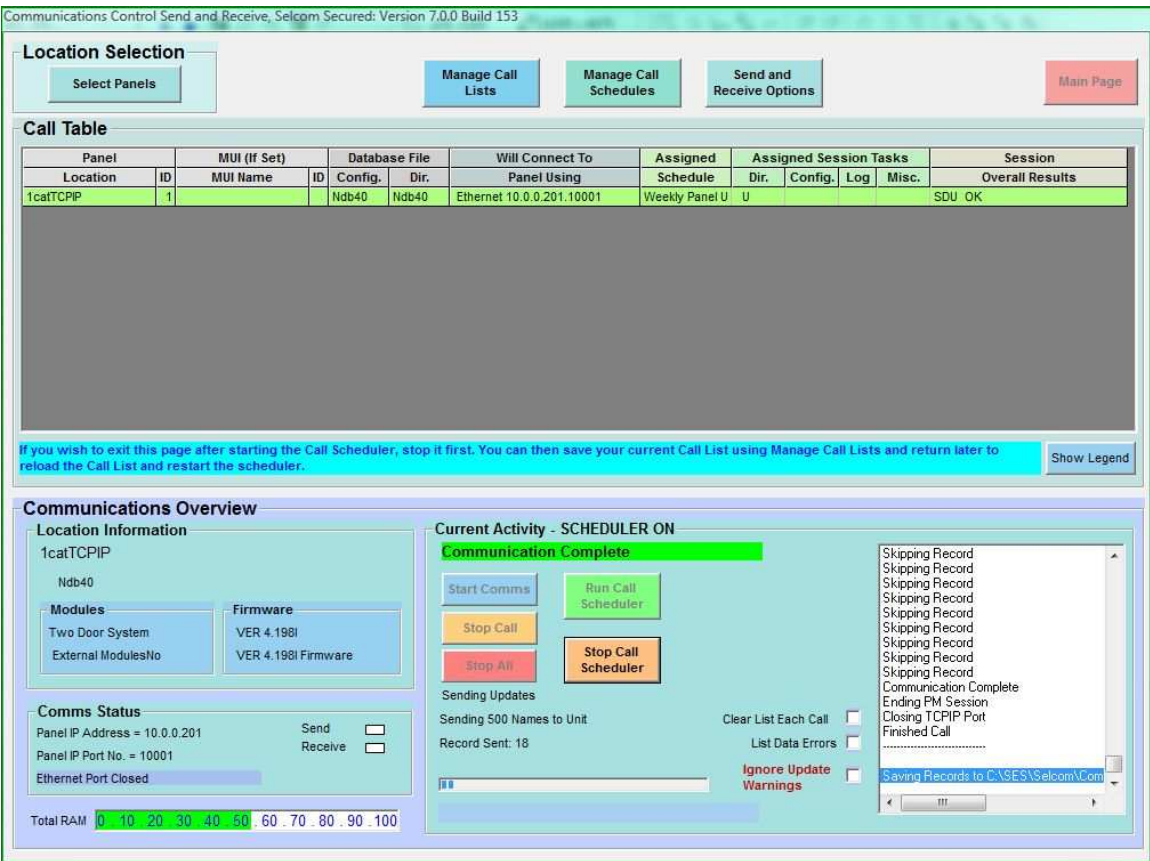 Communications Control Send and Receive, Selcom Secured: Version 7.0.0 Build 153
Location Selection
Select Panels
Manage Call Lists
Manage Call Schedules
Send and Receive Options
Main Page
Call Table
Panel MUI (If Set) Database File Will Connect To Assigned Assigned Session Tasks Session
Location ID MUI Name ID Config. Dir. Panel Using Schedule Dir. Config. Log Misc. Overall Results
1catTCPIP 1 Ndb40 Ndb40 Ethernet 10.0.0.201.10001 Weekly Panel U U SDU OK
If you wish to exit this page after starting the Call Scheduler, stop it first. You can then save your current Call List using Manage Call Lists and return later to
reload the Call List and restart the scheduler.
Show Legend
Communications Overview
Location Information
1catTCPIP
Ndb40
Modules
Two Door System
External ModulesNo
Firmware
VER 4.198I
VER 4.198I Firmware
Comms Status
Panel IP Address = 10.0.0.201
Panel IP Port No. = 10001
Ethernet Port Closed
Send
Receive
Total RAM 0 . 10 . 20 . 30 . 40 . 50 . 60 . 70 . 80 . 90 . 100
Current Activity - SCHEDULER ON
Communication Complete
Start Comms
Run Call Scheduler
Stop Call
Stop All
Stop Call Scheduler
Sending Updates
Sending 500 Names to Unit
Record Sent: 18
Clear List Each Call
List Data Errors
Ignore Update
Warnings
Skipping Record
Skipping Record
Skipping Record
Skipping Record
Skipping Record
Skipping Record
Skipping Record
Skipping Record
Skipping Record
Communication Complete
Ending PM Session
Closing TCPIP Port
Finished Call
----------------------------
Saving Records to C:\SES\Selcom\Com